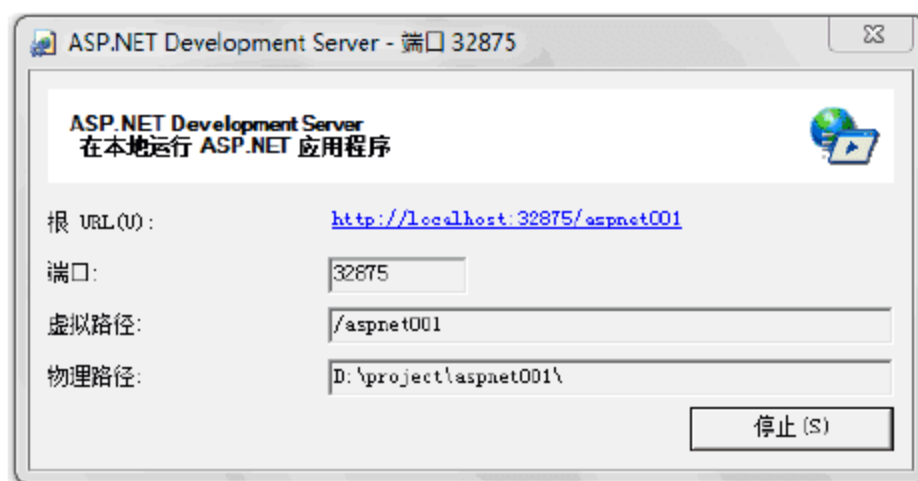 ASP.NET Development Server - 端口 32875
ASP.NET Development Server
在本地运行 ASP.NET 应用程序
根 URL(U):
http://localhost:32875/aspnet001
端口:
32875
虚拟路径:
/aspnet001
物理路径:
D:\project\aspnet001\
停止(S)